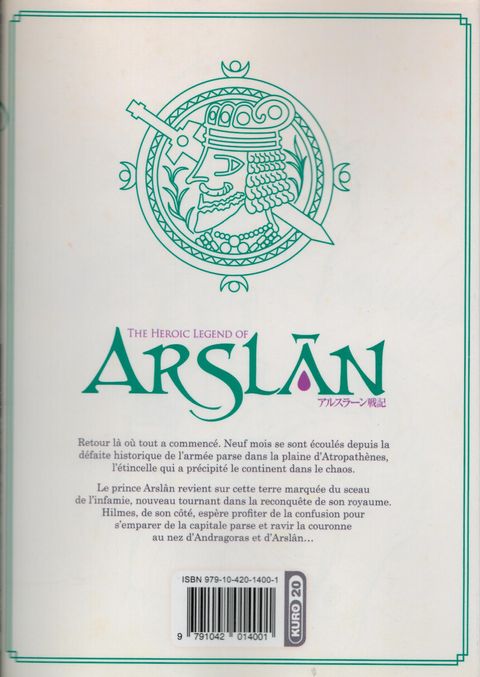 THE HEROIC LEGEND OF
ARSLĀN
アルスラーン戦記
Retour là où tout a commencé. Neuf mois se sont écoulés depuis la
défaite historique de l'armée parse dans la plaine d'Atropathènes,
l'étincelle qui a précipité le continent dans le chaos.
Le prince Arslân revient sur cette terre marquée du sceau
de l'infamie, nouveau tournant dans la reconquête de son royaume.
Hilmes, de son côté, espère profiter de la confusion pour
s'emparer de la capitale parse et ravir la couronne
au nez d'Andragoras et d'Arslân…
ISBN 979-10-420-1400-1
9 791042 014001
KURO 20